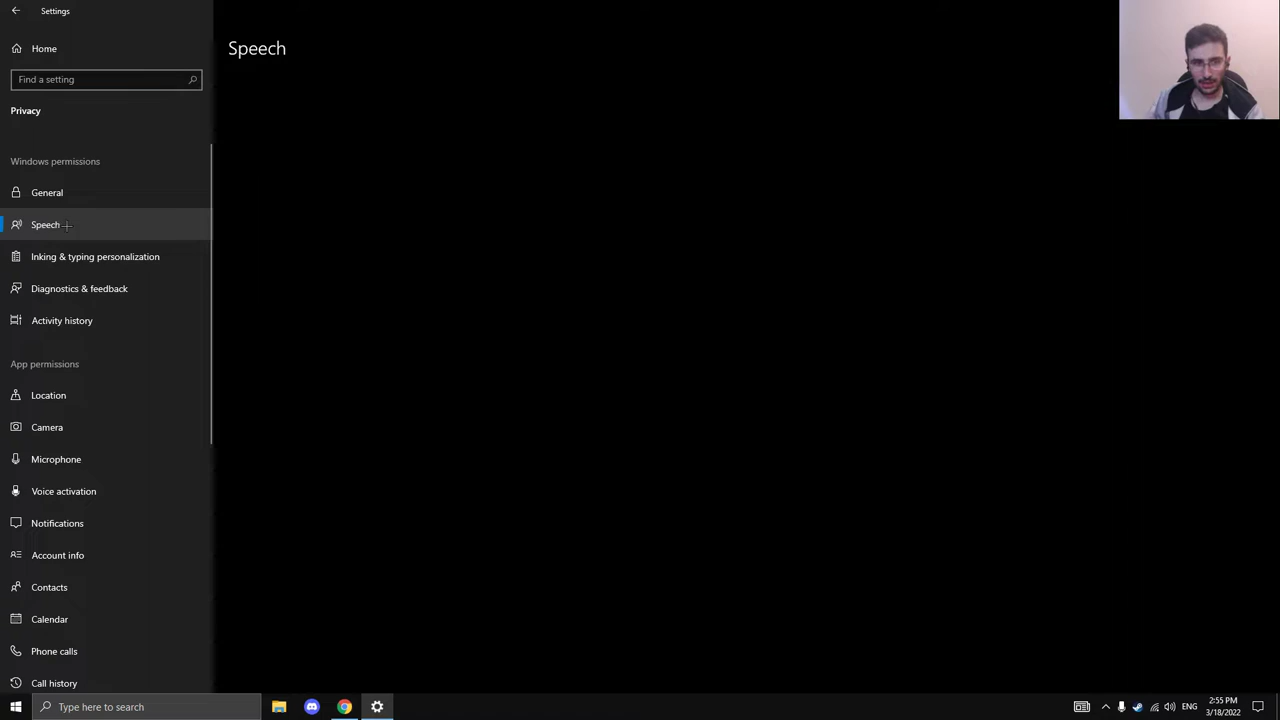 Settings
Home
Find a setting
Privacy
Windows permissions
General
Speech
Inking & typing personalization
Diagnostics & feedback
Activity history
App permissions
Location
Camera
Microphone
Voice activation
Notifications
Account info
Contacts
Calendar
Phone calls
Call history
Speech
Type here to search
ENG
2:55 PM
3/18/2022